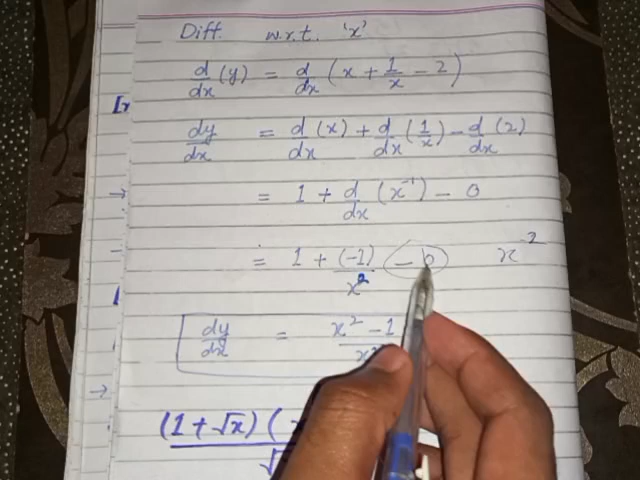 Diff. w.r.t. 'x'
d/dx (y) = d/dx (x + 1/x - 2)
[x
dy/dx = d/dx (x) + d/dx (1/x) - d/dx (2)
→ = 1 + d/dx (x⁻¹) - 0
= 1 + (-1)/x² - 0 x⁻²
dy/dx = x² - 1
→
(1 + √x) (